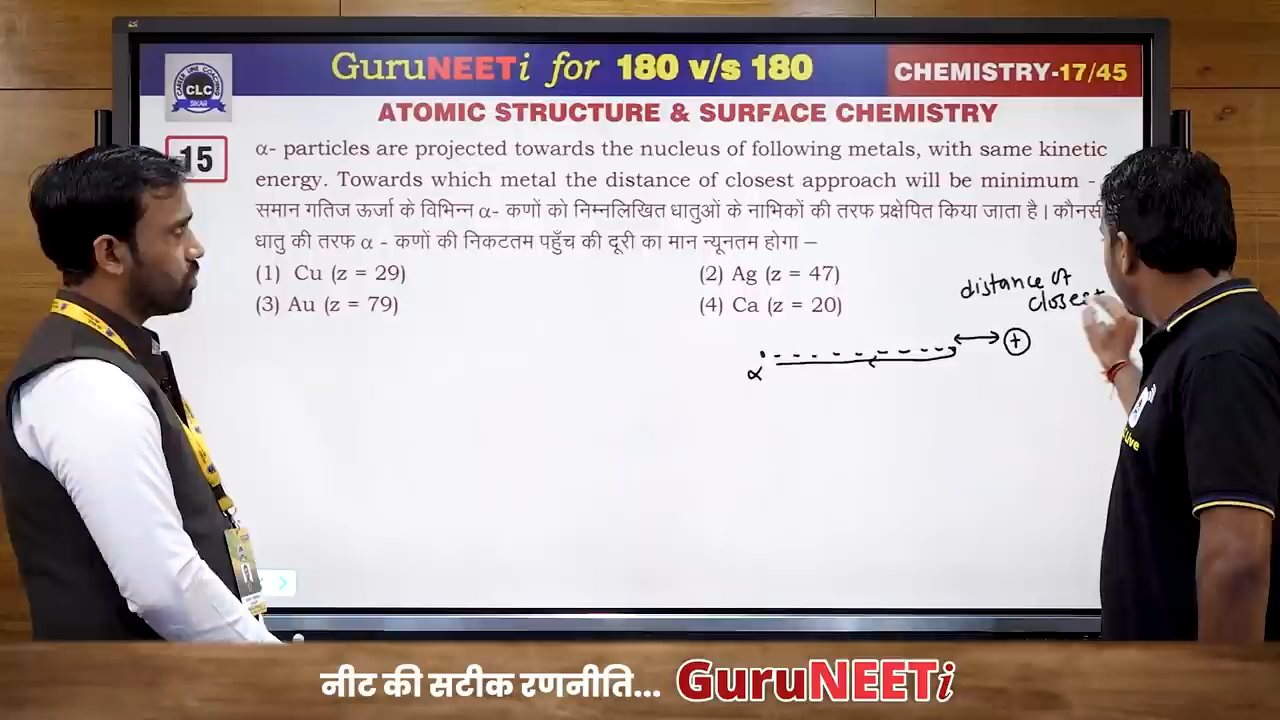 GuruNEETi for 180 v/s 180
CHEMISTRY-17/45
CLC
SIKAR
ATOMIC STRUCTURE & SURFACE CHEMISTRY
15
α- particles are projected towards the nucleus of following metals, with same kinetic
energy. Towards which metal the distance of closest approach will be minimum -
समान गतिज ऊर्जा के विभिन्न α- कणों को निम्नलिखित धातुओं के नाभिकों की तरफ प्रक्षेपित किया जाता है। कौनसी
धातु की तरफ α - कणों की निकटतम पहुँच की दूरी का मान न्यूनतम होगा –
(1) Cu (z = 29)
(2) Ag (z = 47)
(3) Au (z = 79)
(4) Ca (z = 20)
distance of
closest
+
α
नीट की सटीक रणनीति... GuruNEETi